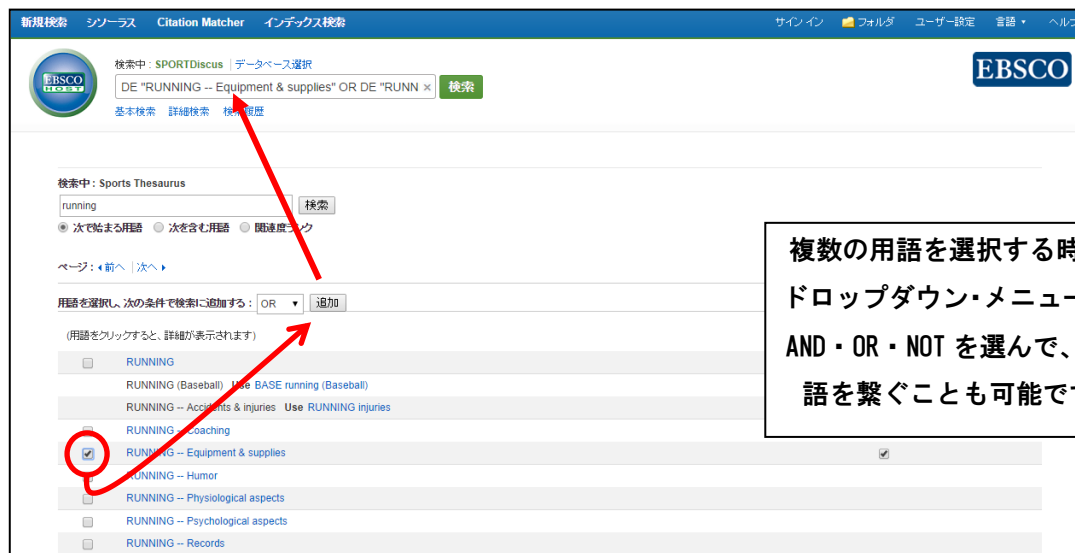 新規検索 シソーラス Citation Matcher インデックス検索 サインイン フォルダ ユーザー設定 言語 ヘルプ
検索中: SPORTDiscus | データベース選択
EBSCO HOST
DE "RUNNING -- Equipment & supplies" OR DE "RUNN × 検索
EBSCO
基本検索 詳細検索 検索履歴
検索中: Sports Thesaurus
running 検索
次で始まる用語 次を含む用語 関連度ランク
ページ: 前へ | 次へ
用語を選択し、次の条件で検索に追加する: OR 追加
(用語をクリックすると、詳細が表示されます)
RUNNING
RUNNING (Baseball) Use BASE running (Baseball)
RUNNING -- Accidents & injuries Use RUNNING injuries
RUNNING -- Coaching
RUNNING -- Equipment & supplies
RUNNING -- Humor
RUNNING -- Physiological aspects
RUNNING -- Psychological aspects
RUNNING -- Records
複数の用語を選択する時
ドロップダウン・メニュー
AND・OR・NOT を選んで、
語を繋ぐことも可能で